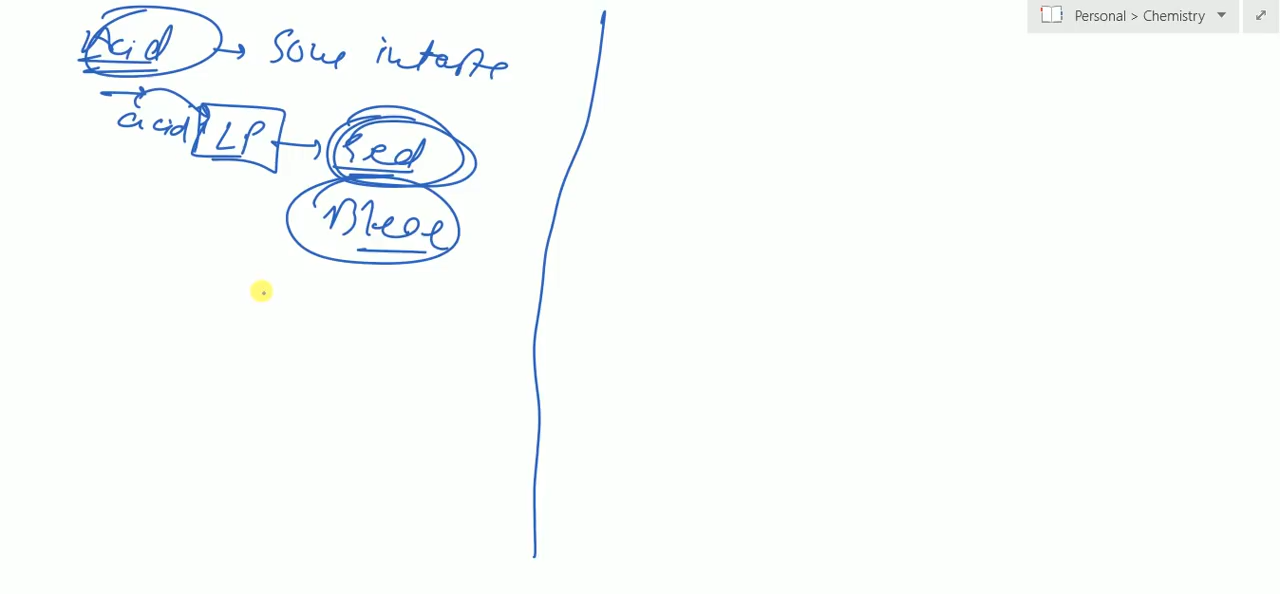 Personal > Chemistry
Acid → Sour in taste
acid LP → Red
Blue